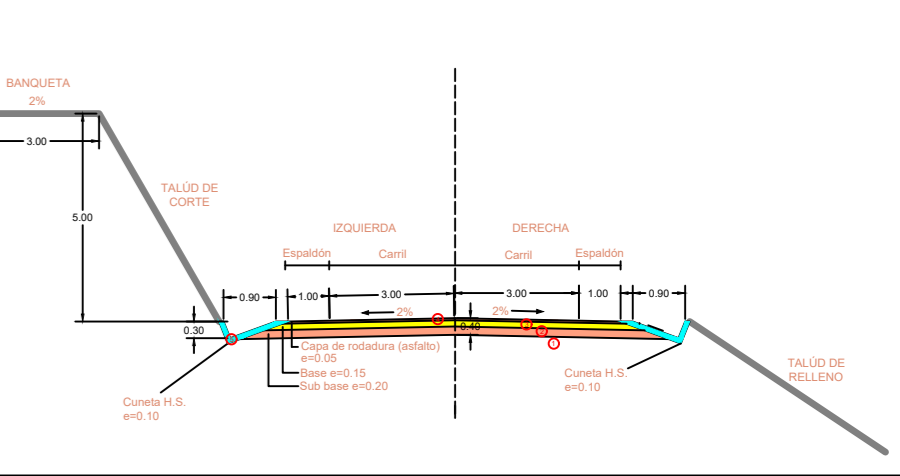 BANQUETA
2%
3.00
TALÚD DE
CORTE
5.00
IZQUIERDA
DERECHA
Espaldón
Carril
Carril
Espaldón
0.90
1.00
3.00
3.00
1.00
0.90
2%
2%
0.30
0.40
Capa de rodadura (asfalto)
e=0.05
Base e=0.15
Sub base e=0.20
Cuneta H.S.
e=0.10
Cuneta H.S.
e=0.10
TALÚD DE
RELLENO
1